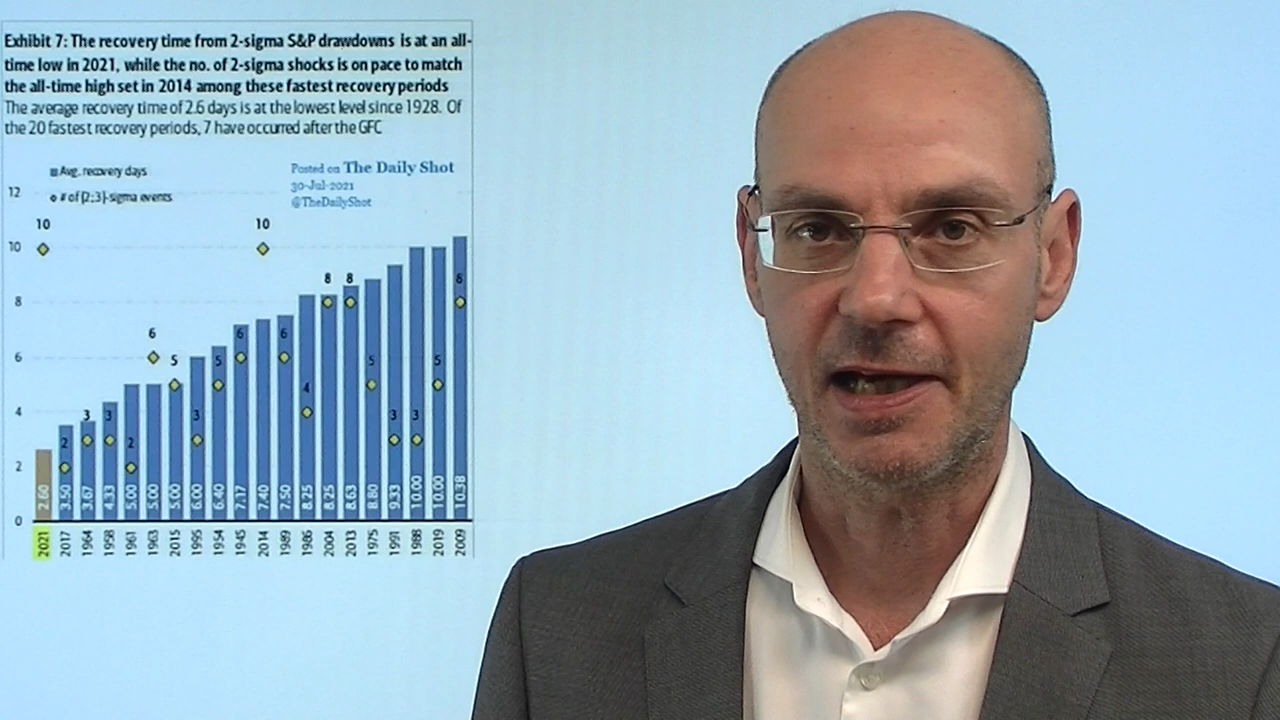 Exhibit 7: The recovery time from 2-sigma S&P drawdowns is at an all-
time low in 2021, while the no. of 2-sigma shocks is on pace to match
the all-time high set in 2014 among these fastest recovery periods
The average recovery time of 2.6 days is at the lowest level since 1928. Of
the 20 fastest recovery periods, 7 have occurred after the GFC
Avg. recovery days
# of (2;3)-sigma events
Posted on The Daily Shot
30-Jul-2021
@TheDailyShot
12
10
8
6
4
2
0
10 2 3 3 2 6 5 3 5 6 10 6 4 8 8 5 3 3 5 8
2.60 3.50 3.67 4.33 5.00 5.00 5.00 6.00 6.40 7.17 7.40 7.50 8.25 8.25 8.63 8.80 9.33 10.00 10.00 10.38
2021 2017 1964 1958 1961 1963 2015 1995 1954 1945 2014 1989 1986 2004 2013 1975 1991 1988 2019 2009